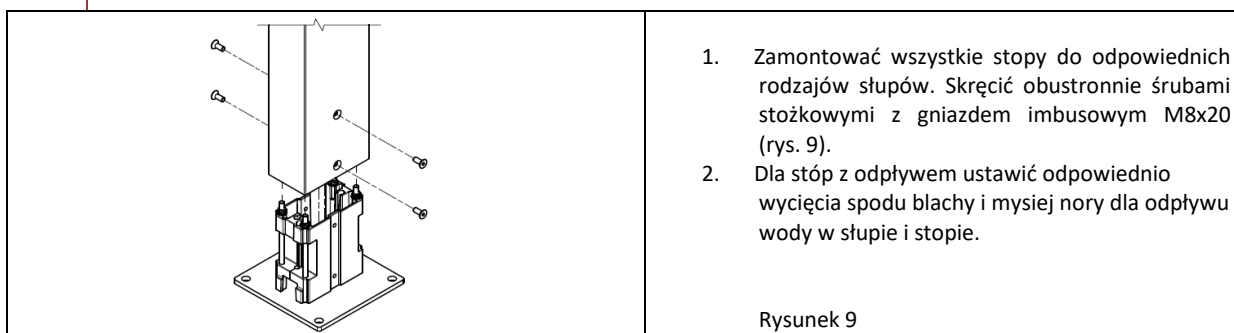 1. Zamontować wszystkie stopy do odpowiednich
rodzajów słupów. Skręcić obustronnie śrubami
stożkowymi z gniazdem imbusowym M8x20
(rys. 9).
2. Dla stóp z odpływem ustawić odpowiednio
wycięcia spodu blachy i mysiej nory dla odpływu
wody w słupie i stopie.
Rysunek 9